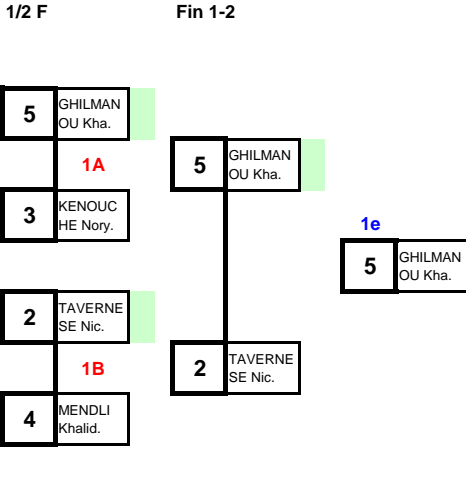 1/2 F
Fin 1-2
5
GHILMAN
OU Kha.
1A
3
KENOUC
HE Nory.
2
TAVERNE
SE Nic.
1B
4
MENDLI
Khalid.
5
GHILMAN
OU Kha.
2
TAVERNE
SE Nic.
1e
5
GHILMAN
OU Kha.